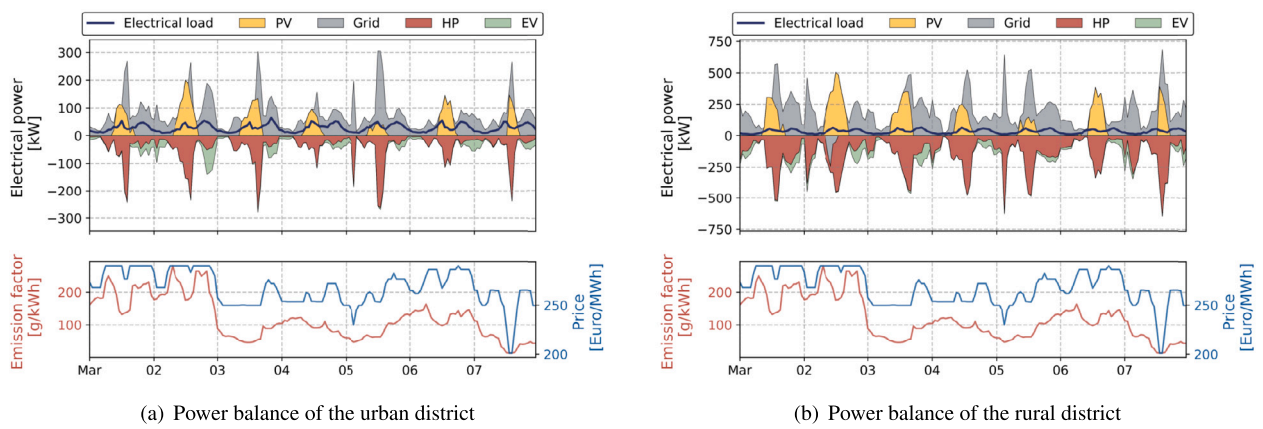 Electrical load PV Grid HP EV
300
200
100
0
−100
−200
−300
Electrical power
[kW]
200
100
Emission factor
[g/kWh]
250
200
Price
[Euro/MWh]
Mar 02 03 04 05 06 07
(a) Power balance of the urban district
Electrical load PV Grid HP EV
750
500
250
0
−250
−500
−750
Electrical power
[kW]
200
100
Emission factor
[g/kWh]
250
200
Price
[Euro/MWh]
Mar 02 03 04 05 06 07
(b) Power balance of the rural district